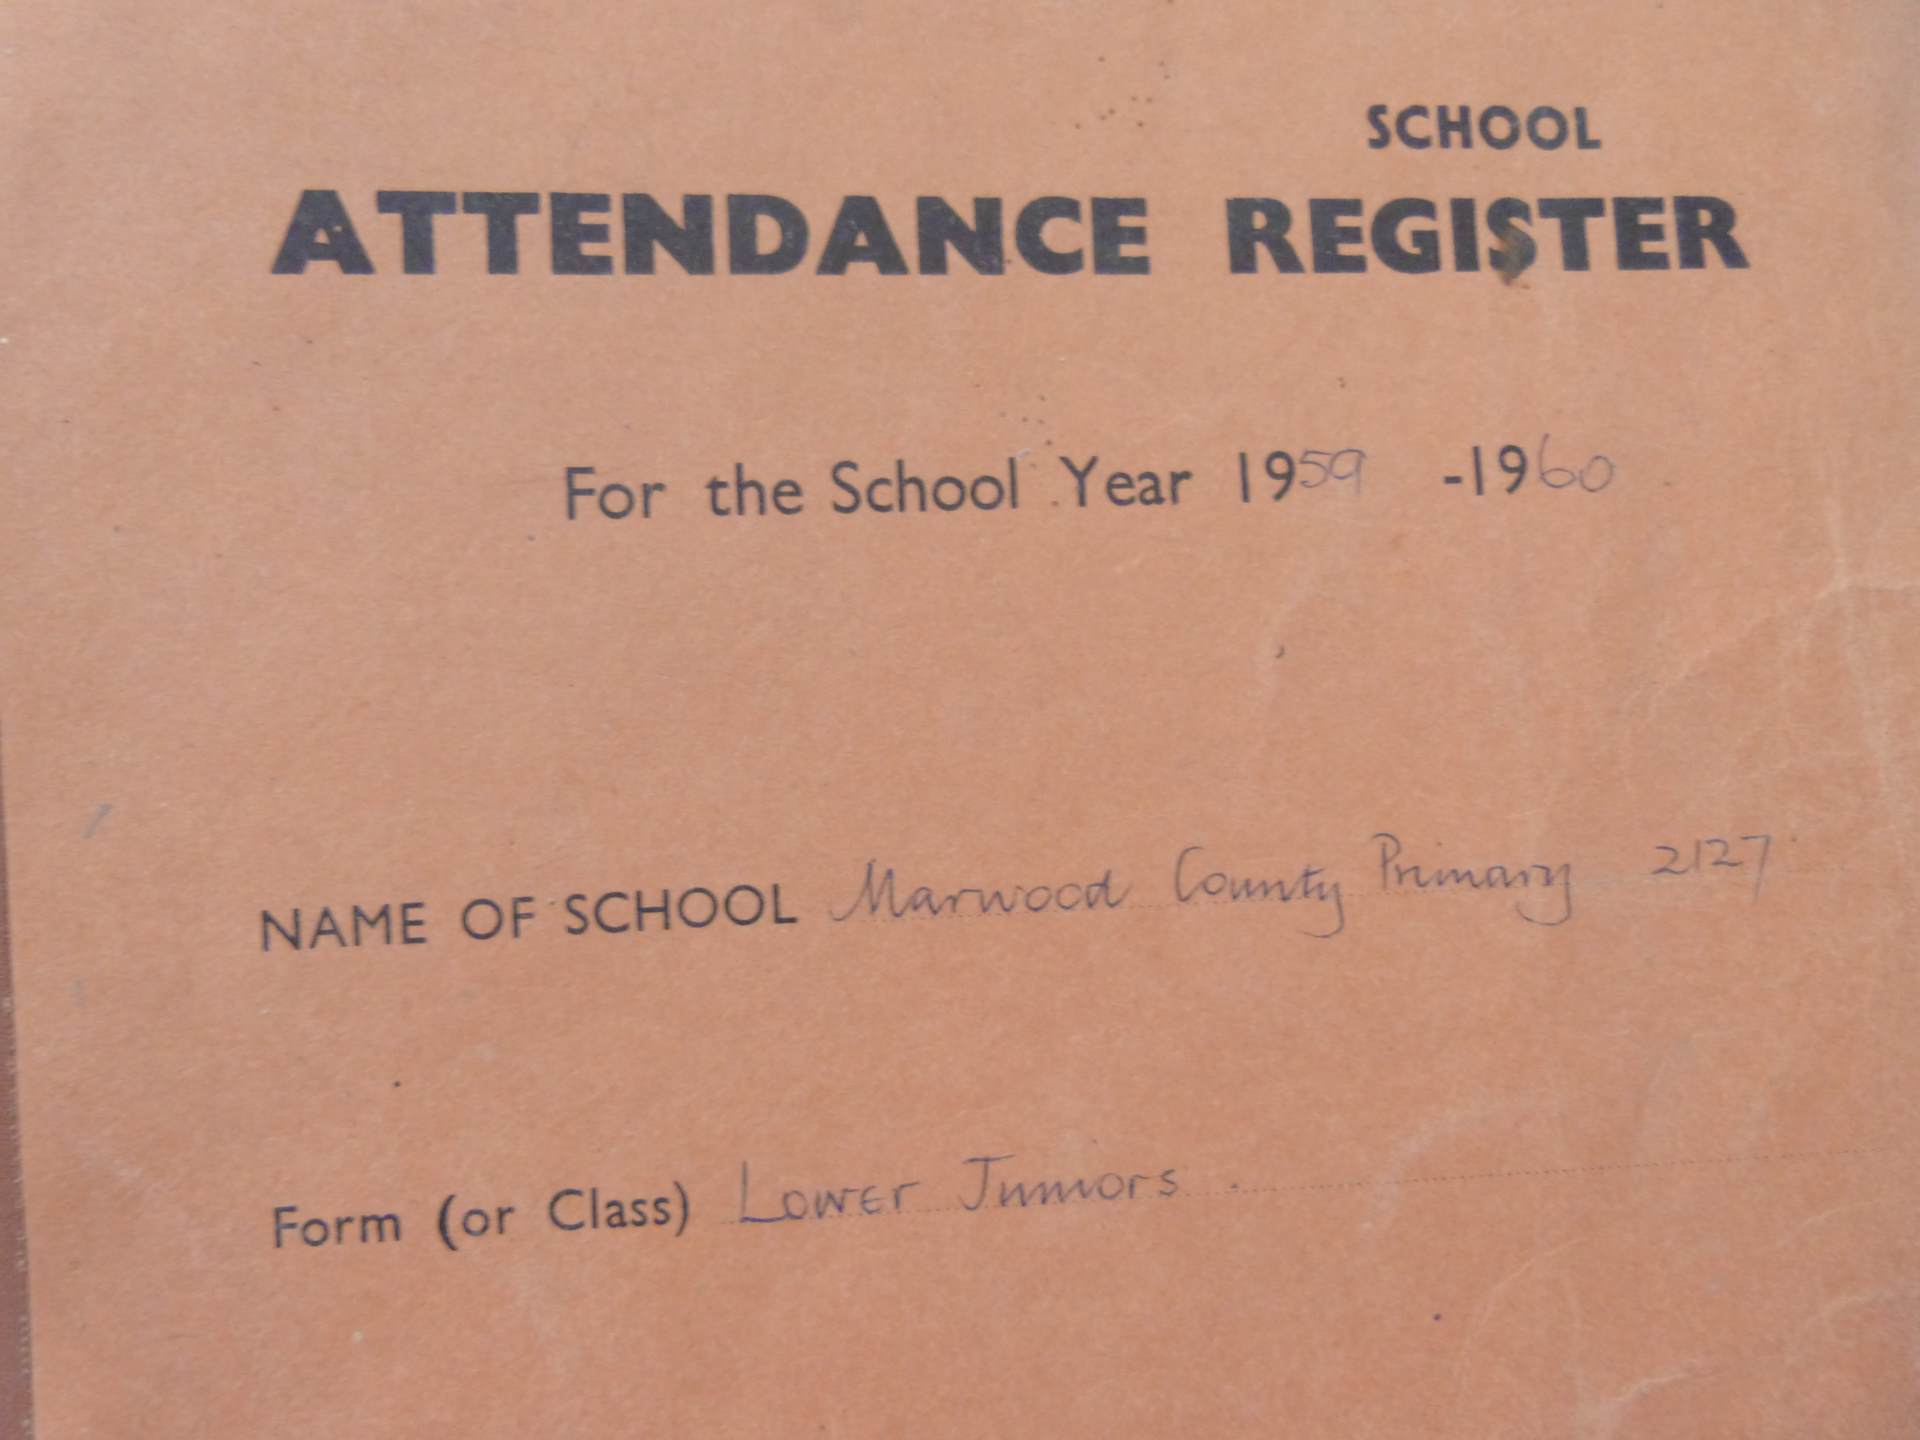 SCHOOL
ATTENDANCE REGISTER
For the School Year 1959 -1960
NAME OF SCHOOL Marwood County Primary 2127
Form (or Class) Lower Juniors.